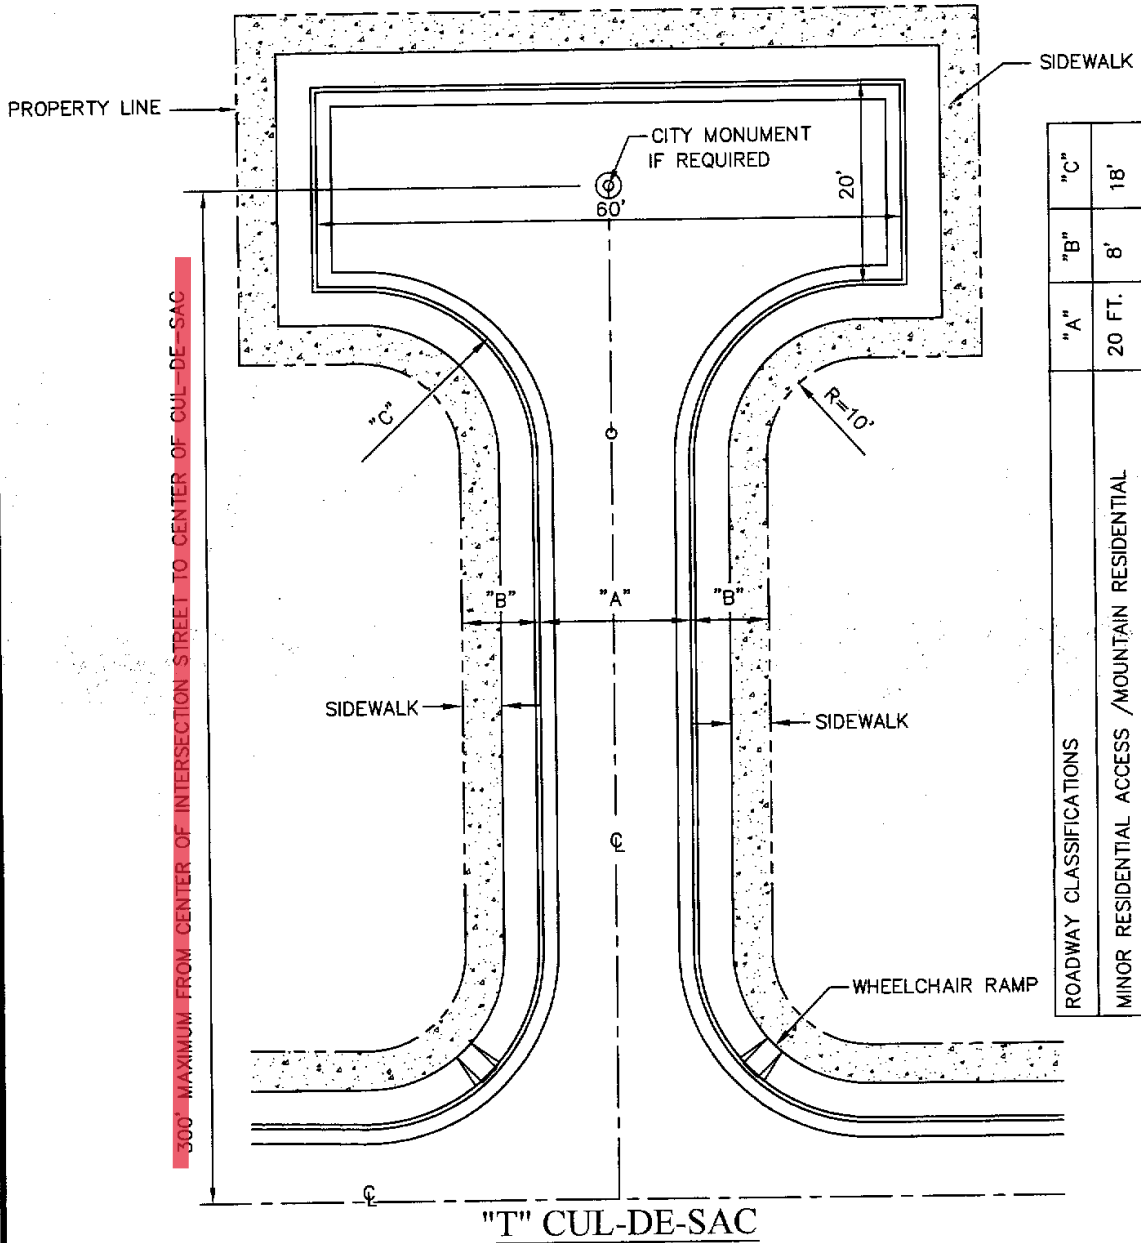 SIDEWALK
PROPERTY LINE
CITY MONUMENT
IF REQUIRED
60'
20'
"C"
R=10'
"B"
"A"
"B"
SIDEWALK
SIDEWALK
℄
WHEELCHAIR RAMP
℄
300' MAXIMUM FROM CENTER OF INTERSECTION STREET TO CENTER OF CUL-DE-SAC
ROADWAY CLASSIFICATIONS "A" "B" "C"
MINOR RESIDENTIAL ACCESS /MOUNTAIN RESIDENTIAL 20 FT. 8' 18'
"T" CUL-DE-SAC